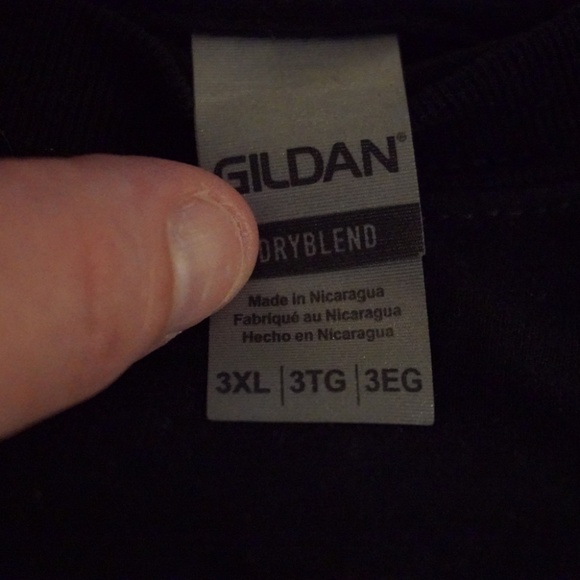 GILDAN®
DRYBLEND
Made in Nicaragua
Fabriqué au Nicaragua
Hecho en Nicaragua
3XL | 3TG | 3EG